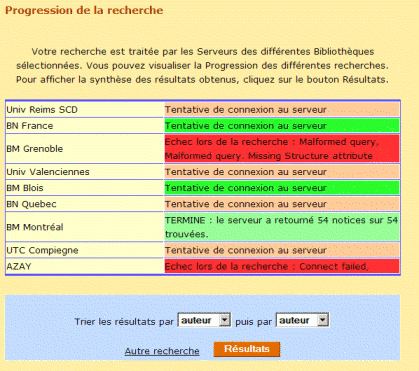 Progression de la recherche
Votre recherche est traitée par les Serveurs des différentes Bibliothèques
sélectionnées. Vous pouvez visualiser la Progression des différentes recherches.
Pour afficher la synthèse des résultats obtenus, cliquez sur le bouton Résultats.
Univ Reims SCD Tentative de connexion au serveur
BN France Tentative de connexion au serveur
BM Grenoble Echec lors de la recherche : Malformed query,
Malformed query. Missing Structure attribute
Univ Valenciennes Tentative de connexion au serveur
BM Blois Tentative de connexion au serveur
BN Quebec Tentative de connexion au serveur
BM Montréal TERMINE : le serveur a retourné 54 notices sur 54
trouvées.
UTC Compiegne Tentative de connexion au serveur
AZAY Echec lors de la recherche : Connect failed,
Trier les résultats par auteur puis par auteur
Autre recherche Résultats